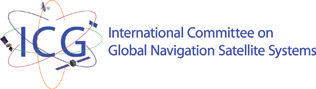 ICG
International Committee on
Global Navigation Satellite Systems